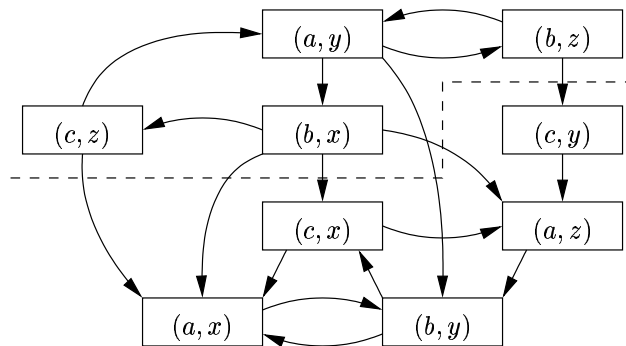 (a, y) (b, z)
(c, z) (b, x) (c, y)
(c, x) (a, z)
(a, x) (b, y)